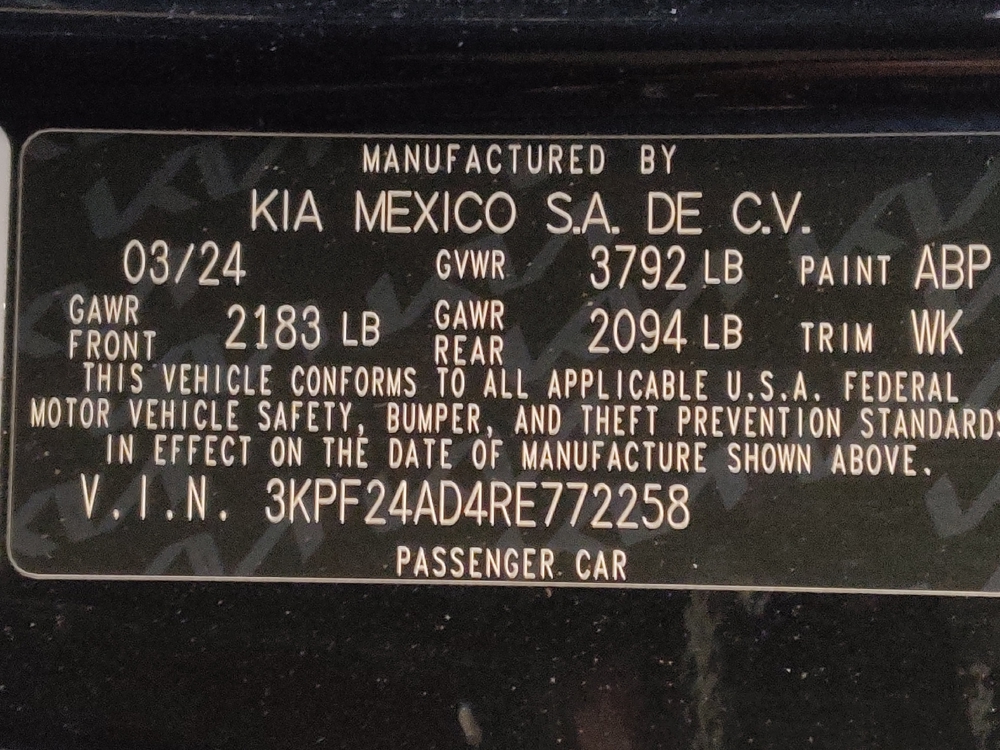 MANUFACTURED BY
KIA MEXICO S.A. DE C.V.
03/24 GVWR 3792 LB PAINT ABP
GAWR FRONT 2183 LB GAWR REAR 2094 LB TRIM WK
THIS VEHICLE CONFORMS TO ALL APPLICABLE U.S.A. FEDERAL
MOTOR VEHICLE SAFETY, BUMPER, AND THEFT PREVENTION STANDARDS
IN EFFECT ON THE DATE OF MANUFACTURE SHOWN ABOVE.
V.I.N. 3KPF24AD4RE772258
PASSENGER CAR